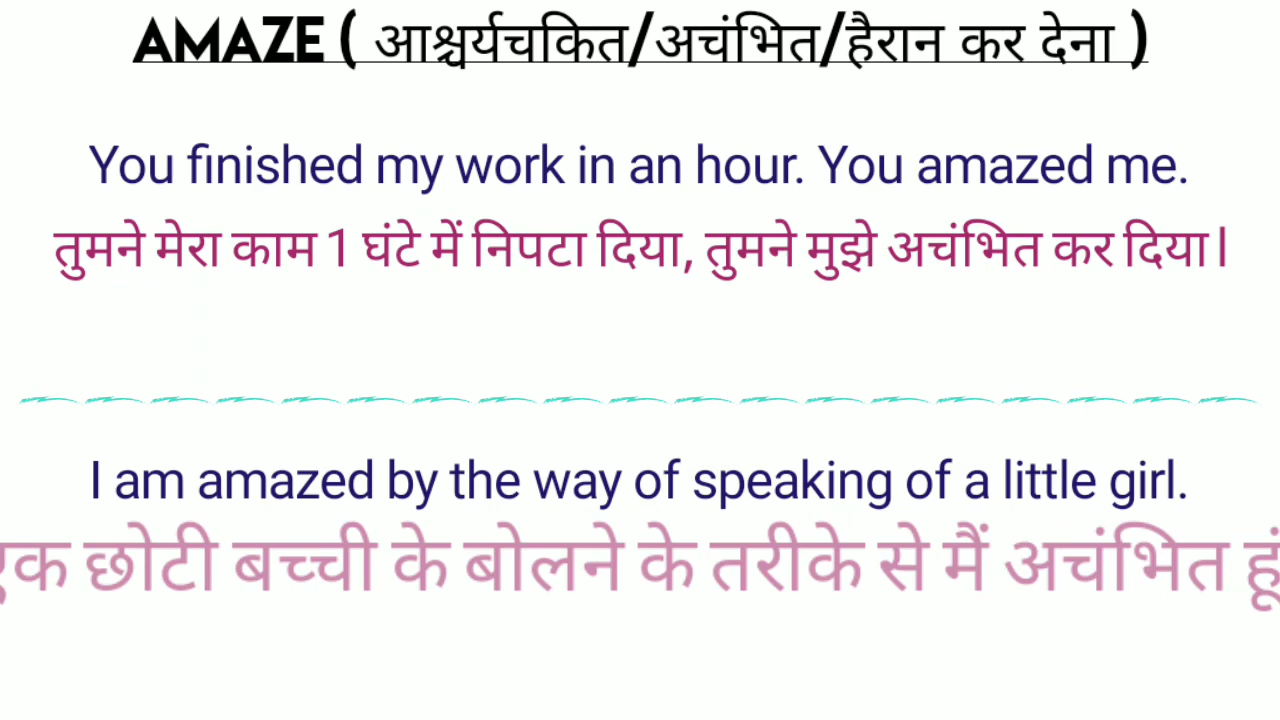 AMAZE ( आश्चर्यचकित/अचंभित/हैरान कर देना )
You finished my work in an hour. You amazed me.
तुमने मेरा काम 1 घंटे में निपटा दिया, तुमने मुझे अचंभित कर दिया।
I am amazed by the way of speaking of a little girl.
एक छोटी बच्ची के बोलने के तरीके से मैं अचंभित हूं